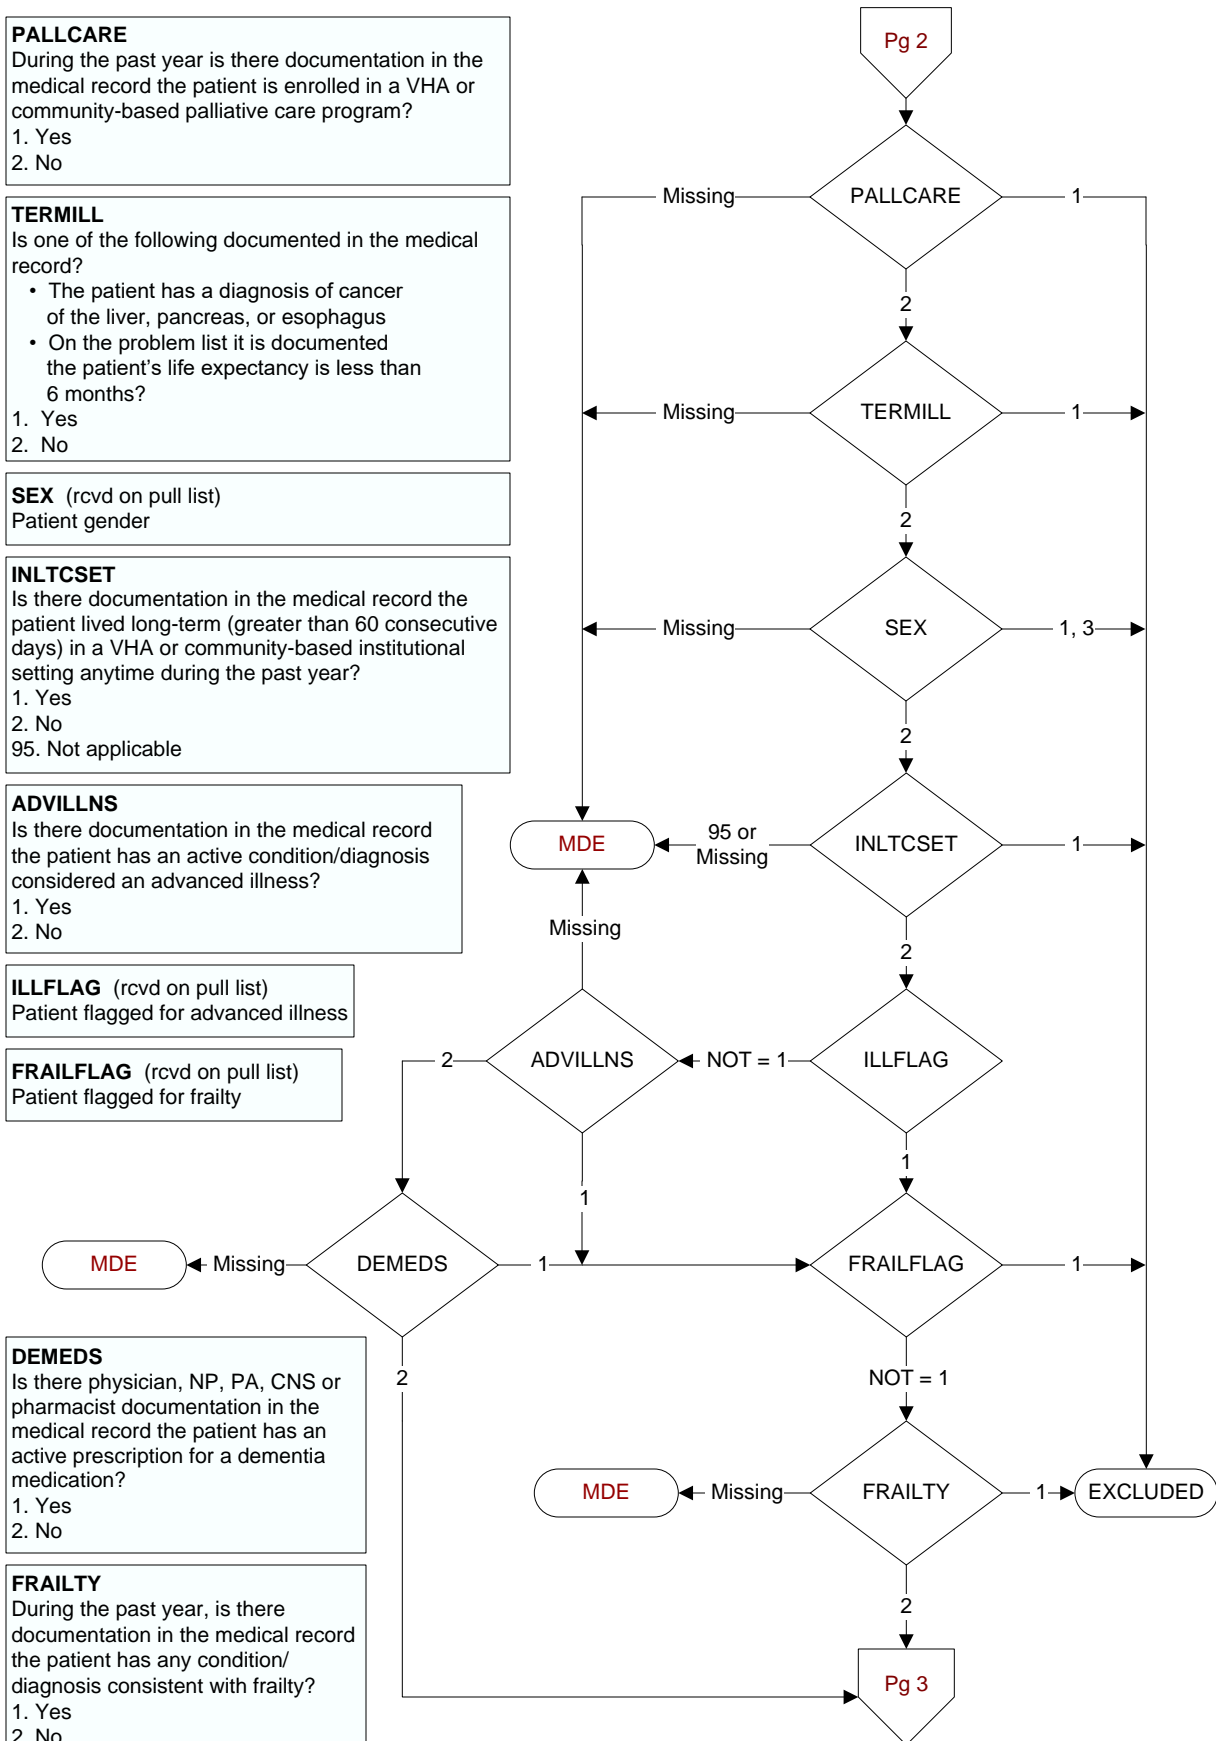 PALLCARE
During the past year is there documentation in the
medical record the patient is enrolled in a VHA or
community-based palliative care program?
1. Yes
2. No
TERMILL
Is one of the following documented in the medical
record?
• The patient has a diagnosis of cancer
of the liver, pancreas, or esophagus
• On the problem list it is documented
the patient's life expectancy is less than
6 months?
1. Yes
2. No
SEX (rcvd on pull list)
Patient gender
INLTCSET
Is there documentation in the medical record the
patient lived long-term (greater than 60 consecutive
days) in a VHA or community-based institutional
setting anytime during the past year?
1. Yes
2. No
95. Not applicable
ADVILLNS
Is there documentation in the medical record
the patient has an active condition/diagnosis
considered an advanced illness?
1. Yes
2. No
ILLFLAG (rcvd on pull list)
Patient flagged for advanced illness
FRAILFLAG (rcvd on pull list)
Patient flagged for frailty
DEMEDS
Is there physician, NP, PA, CNS or
pharmacist documentation in the
medical record the patient has an
active prescription for a dementia
medication?
1. Yes
2. No
FRAILTY
During the past year, is there
documentation in the medical record
the patient has any condition/
diagnosis consistent with frailty?
1. Yes
2. No
Pg 2
Missing
PALLCARE
1
2
Missing
TERMILL
1
2
Missing
SEX
1, 3
2
MDE
95 or
Missing
INLTCSET
1
Missing
2
2
ADVILLNS
NOT = 1
ILLFLAG
1
1
MDE
Missing
DEMEDS
1
FRAILFLAG
1
2
NOT = 1
MDE
Missing
FRAILTY
1
EXCLUDED
2
Pg 3